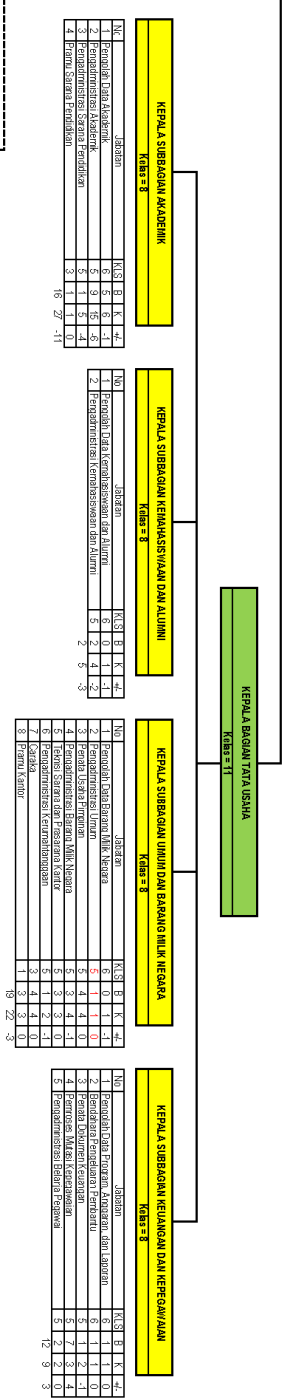 KEPALA BAGIAN TATA USAHA
Kelas = 11
KEPALA SUBBAGIAN AKADEMIK
Kelas = 8
No Jabatan KLS B K +/-
1 Pengolah Data Akademik 6 5 6 -1
2 Pengadministrasi Akademik 5 9 15 -6
3 Pengadministrasi Sarana Pendidikan 5 1 5 -4
4 Pramu Sarana Pendidikan 3 1 1 0
16 27 -11
KEPALA SUBBAGIAN KEMAHASISWAAN DAN ALUMNI
Kelas = 8
No Jabatan KLS B K +/-
1 Pengolah Data Kemahasiswaan dan Alumni 6 0 1 -1
2 Pengadministrasi Kemahasiswaan dan Alumni 5 2 4 -2
2 5 -3
KEPALA SUBBAGIAN UMUM DAN BARANG MILIK NEGARA
Kelas = 8
No Jabatan KLS B K +/-
1 Pengolah Data Barang Milik Negara 6 0 1 -1
2 Pengadministrasi Umum 5 1 1 0
3 Penata Usaha Pimpinan 5 4 4 0
4 Pengadministrasi Barang Milik Negara 5 3 4 -1
5 Teknisi Sarana dan Prasarana Kantor 5 3 3 0
6 Pengadministrasi Kerumahtanggaan 5 1 2 -1
7 Caraka 3 4 4 0
8 Pramu Kantor 1 3 3 0
19 22 -3
KEPALA SUBBAGIAN KEUANGAN DAN KEPEGAWAIAN
Kelas = 8
No Jabatan KLS B K +/-
1 Pengolah Data Program, Anggaran, dan Laporan 6 1 1 0
2 Bendahara Pengeluaran Pembantu 6 1 1 0
3 Penata Dokumen Keuangan 5 1 2 -1
4 Pemroses Mutasi Kepegawaian 5 7 3 4
5 Pengadministrasi Belanja Pegawai 5 2 2 0
12 9 3